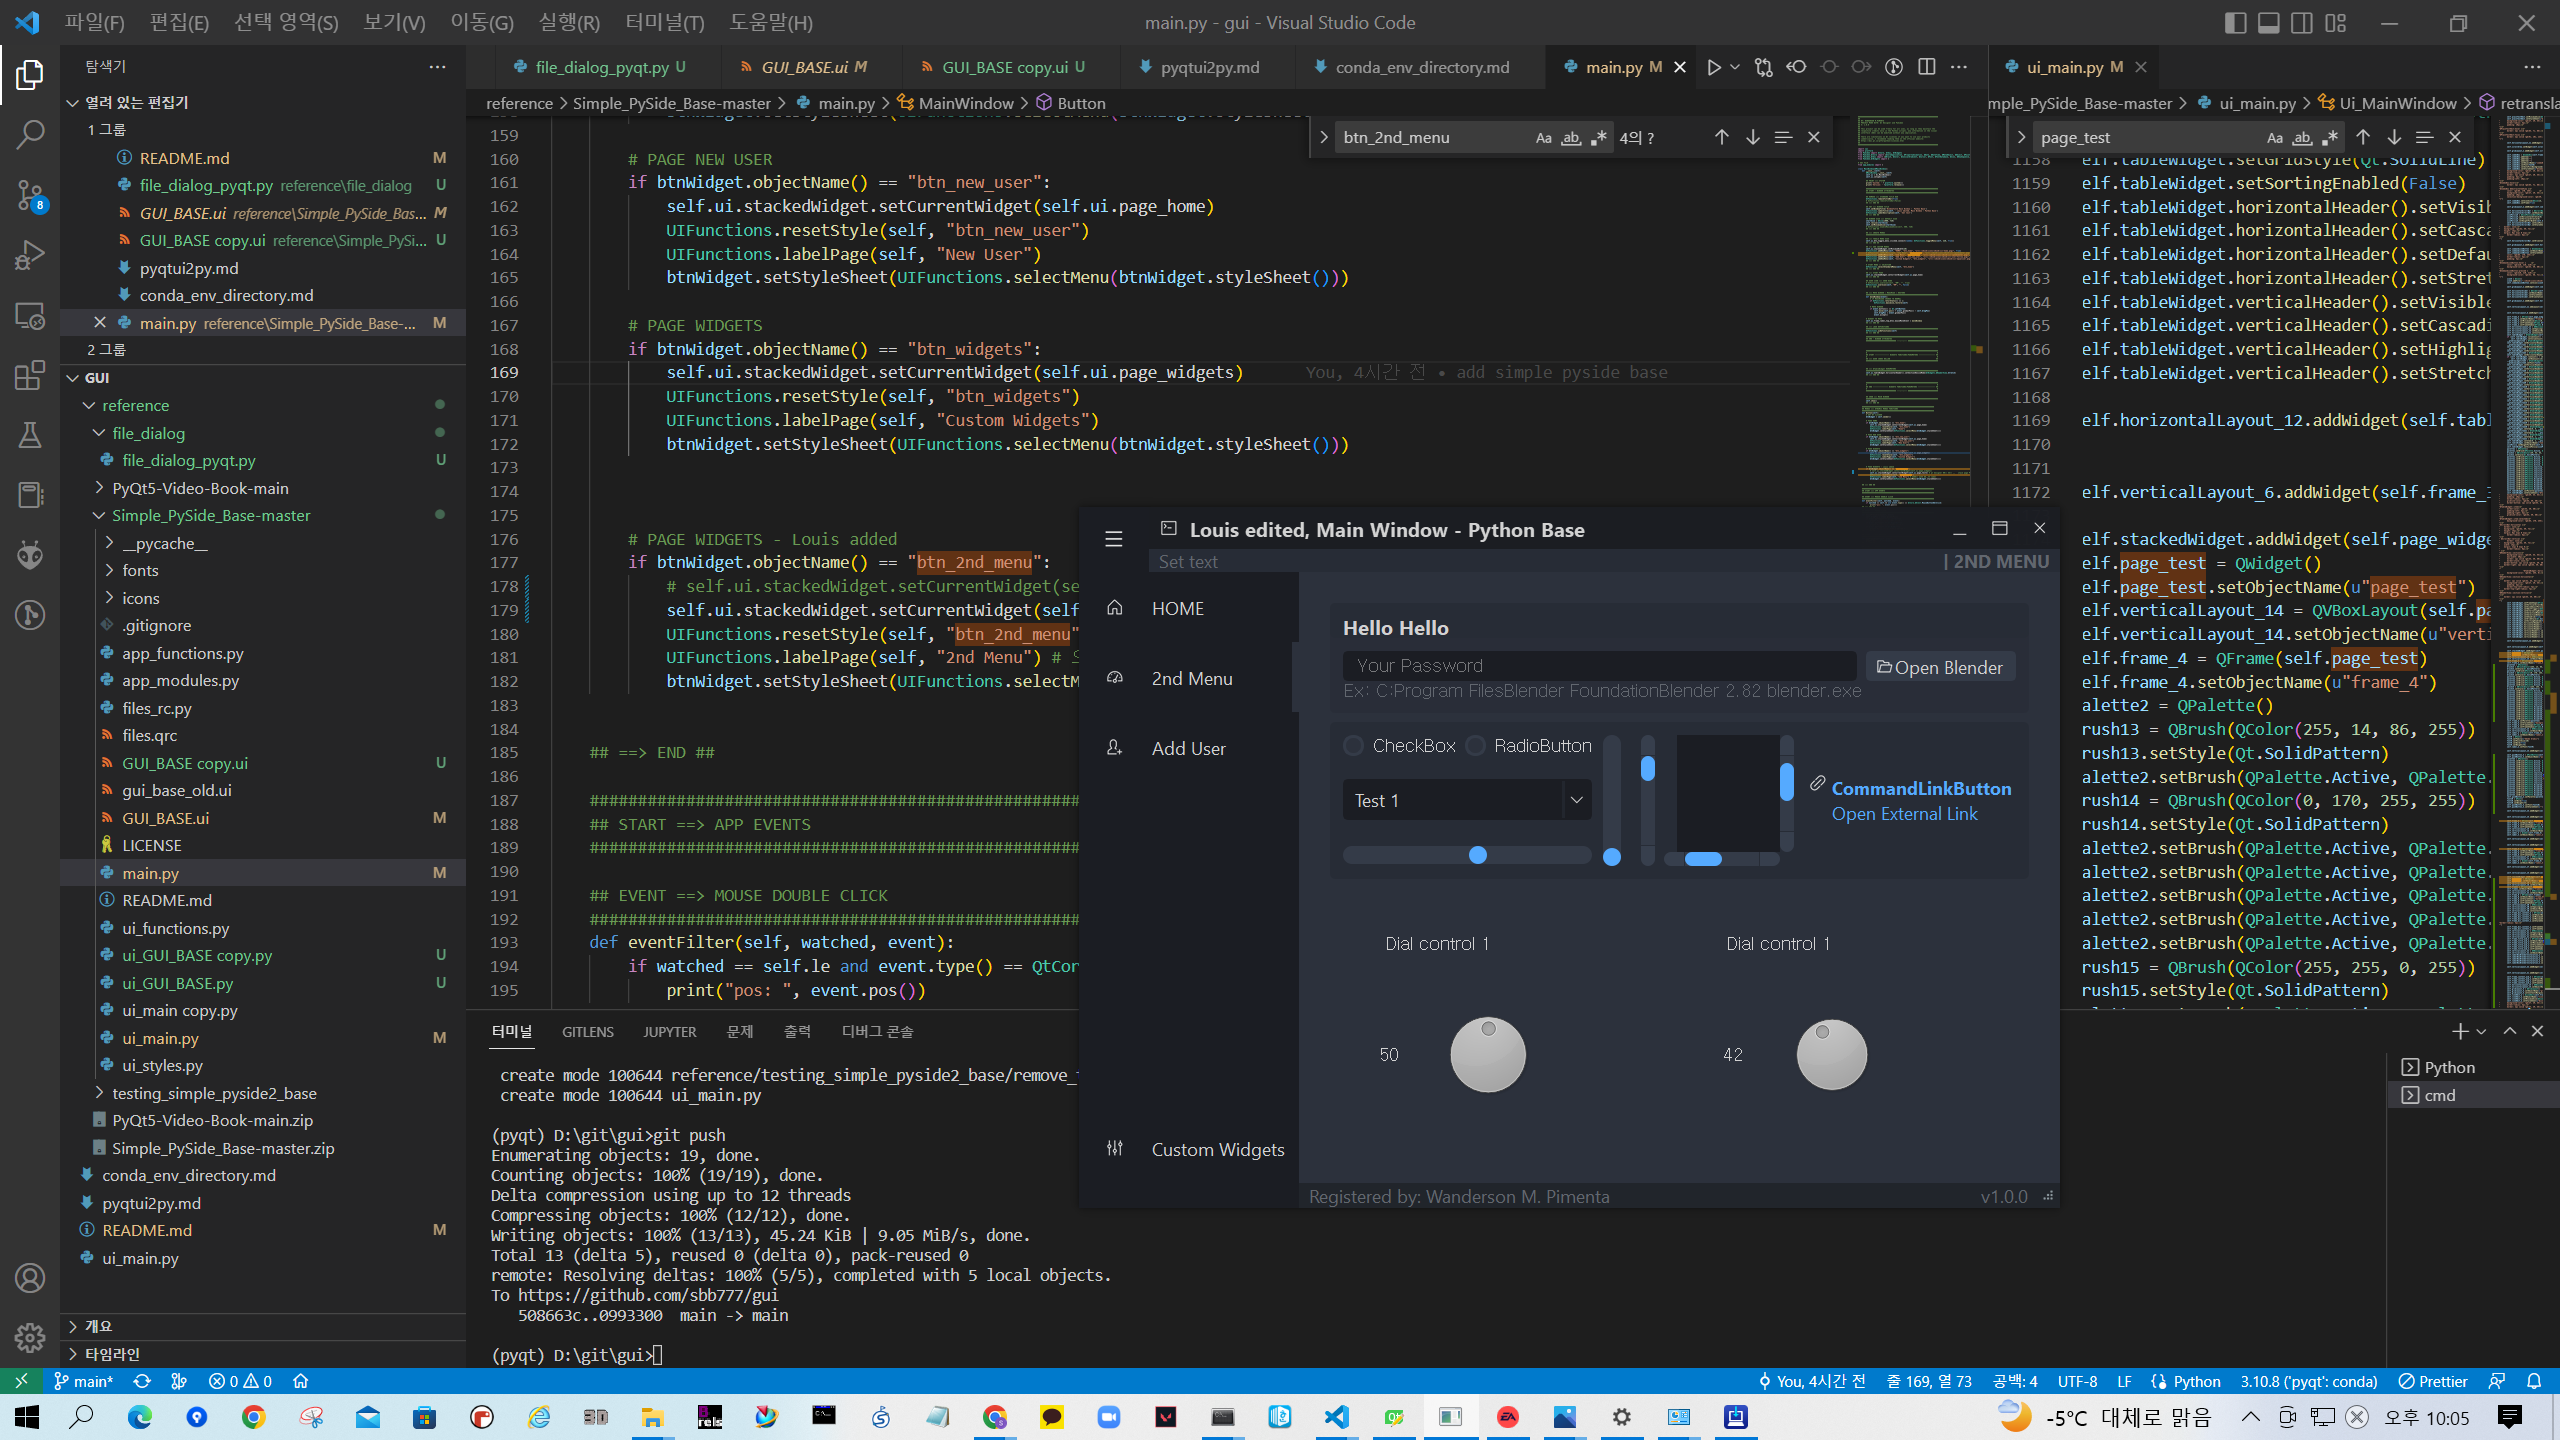 파일(F) 편집(E) 선택 영역(S) 보기(V) 이동(G) 실행(R) 터미널(T) 도움말(H)
main.py - gui - Visual Studio Code
탐색기
열려 있는 편집기
1 그룹
README.md M
file_dialog_pyqt.py reference\file_dialog U
GUI_BASE.ui reference\Simple_PySide_Bas... M
GUI_BASE copy.ui reference\Simple_PySi... U
pyqtui2py.md
conda_env_directory.md
main.py reference\Simple_PySide_Base-... M
2 그룹
GUI
reference
file_dialog
file_dialog_pyqt.py U
PyQt5-Video-Book-main
Simple_PySide_Base-master
__pycache__
fonts
icons
.gitignore
app_functions.py
app_modules.py
files_rc.py
files.qrc
GUI_BASE copy.ui U
gui_base_old.ui
GUI_BASE.ui M
LICENSE
main.py M
README.md
ui_functions.py
ui_GUI_BASE copy.py U
ui_GUI_BASE.py U
ui_main copy.py
ui_main.py M
ui_styles.py
testing_simple_pyside2_base
PyQt5-Video-Book-main.zip
Simple_PySide_Base-master.zip
conda_env_directory.md
pyqtui2py.md
README.md M
ui_main.py
개요
타임라인
file_dialog_pyqt.py U GUI_BASE.ui M GUI_BASE copy.ui U pyqtui2py.md conda_env_directory.md main.py M
reference > Simple_PySide_Base-master > main.py > MainWindow > Button
btn_2nd_menu Aa ab 4의 ?
159
160 # PAGE NEW USER
161 if btnWidget.objectName() == "btn_new_user":
162 self.ui.stackedWidget.setCurrentWidget(self.ui.page_home)
163 UIFunctions.resetStyle(self, "btn_new_user")
164 UIFunctions.labelPage(self, "New User")
165 btnWidget.setStyleSheet(UIFunctions.selectMenu(btnWidget.styleSheet()))
166
167 # PAGE WIDGETS
168 if btnWidget.objectName() == "btn_widgets":
169 self.ui.stackedWidget.setCurrentWidget(self.ui.page_widgets) You, 4시간 전 • add simple pyside base
170 UIFunctions.resetStyle(self, "btn_widgets")
171 UIFunctions.labelPage(self, "Custom Widgets")
172 btnWidget.setStyleSheet(UIFunctions.selectMenu(btnWidget.styleSheet()))
173
174
175
176 # PAGE WIDGETS - Louis added
177 if btnWidget.objectName() == "btn_2nd_menu":
178 # self.ui.stackedWidget.setCurrentWidget(se
179 self.ui.stackedWidget.setCurrentWidget(self
180 UIFunctions.resetStyle(self, "btn_2nd_menu"
181 UIFunctions.labelPage(self, "2nd Menu") #
182 btnWidget.setStyleSheet(UIFunctions.selectM
183
184
185 ## ==> END ##
186
187 ###################################################
188 ## START ==> APP EVENTS
189 ###################################################
190
191 ## EVENT ==> MOUSE DOUBLE CLICK
192 ###################################################
193 def eventFilter(self, watched, event):
194 if watched == self.le and event.type() == QtCor
195 print("pos: ", event.pos())
ui_main.py M
mple_PySide_Base-master > ui_main.py > Ui_MainWindow > retransla
page_test Aa ab
1158 elf.tableWidget.setGridStyle(Qt.SolidLine)
1159 elf.tableWidget.setSortingEnabled(False)
1160 elf.tableWidget.horizontalHeader().setVisib
1161 elf.tableWidget.horizontalHeader().setCasca
1162 elf.tableWidget.horizontalHeader().setDefau
1163 elf.tableWidget.horizontalHeader().setStret
1164 elf.tableWidget.verticalHeader().setVisible
1165 elf.tableWidget.verticalHeader().setCascadi
1166 elf.tableWidget.verticalHeader().setHighlig
1167 elf.tableWidget.verticalHeader().setStretch
1168
1169 elf.horizontalLayout_12.addWidget(self.tabl
1170
1171
1172 elf.verticalLayout_6.addWidget(self.frame_3
elf.stackedWidget.addWidget(self.page_widge
elf.page_test = QWidget()
elf.page_test.setObjectName(u"page_test")
elf.verticalLayout_14 = QVBoxLayout(self.pa
elf.verticalLayout_14.setObjectName(u"verti
elf.frame_4 = QFrame(self.page_test)
elf.frame_4.setObjectName(u"frame_4")
alette2 = QPalette()
rush13 = QBrush(QColor(255, 14, 86, 255))
rush13.setStyle(Qt.SolidPattern)
alette2.setBrush(QPalette.Active, QPalette.
rush14 = QBrush(QColor(0, 170, 255, 255))
rush14.setStyle(Qt.SolidPattern)
alette2.setBrush(QPalette.Active, QPalette.
alette2.setBrush(QPalette.Active, QPalette.
alette2.setBrush(QPalette.Active, QPalette.
alette2.setBrush(QPalette.Active, QPalette.
alette2.setBrush(QPalette.Active, QPalette.
rush15 = QBrush(QColor(255, 255, 0, 255))
rush15.setStyle(Qt.SolidPattern)
Louis edited, Main Window - Python Base
Set text | 2ND MENU
HOME
2nd Menu
Add User
Custom Widgets
Hello Hello
Your Password Open Blender
Ex: C:Program FilesBlender FoundationBlender 2.82 blender.exe
CheckBox RadioButton
Test 1
CommandLinkButton
Open External Link
Dial control 1 Dial control 1
50 42
Registered by: Wanderson M. Pimenta v1.0.0
터미널 GITLENS JUPYTER 문제 출력 디버그 콘솔
create mode 100644 reference/testing_simple_pyside2_base/remove_
create mode 100644 ui_main.py
(pyqt) D:\git\gui>git push
Enumerating objects: 19, done.
Counting objects: 100% (19/19), done.
Delta compression using up to 12 threads
Compressing objects: 100% (12/12), done.
Writing objects: 100% (13/13), 45.24 KiB | 9.05 MiB/s, done.
Total 13 (delta 5), reused 0 (delta 0), pack-reused 0
remote: Resolving deltas: 100% (5/5), completed with 5 local objects.
To https://github.com/sbb777/gui
508663c..0993300 main -> main
(pyqt) D:\git\gui>
Python
cmd
8
main* 0 0
You, 4시간 전 줄 169, 열 73 공백: 4 UTF-8 LF Python 3.10.8 ('pyqt': conda) Prettier
-5°C 대체로 맑음 오후 10:05